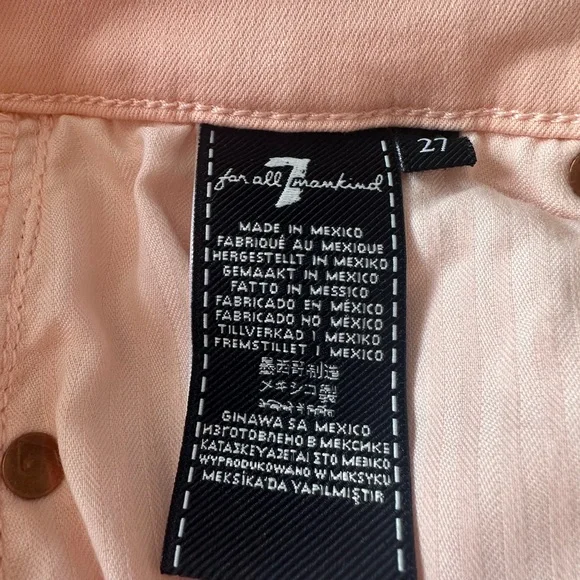 for all 7 mankind
27
MADE IN MEXICO
FABRIQUÉ AU MEXIQUE
HERGESTELLT IN MEXIKO
GEMAAKT IN MEXICO
FATTO IN MESSICO
FABRICADO EN MÉXICO
FABRICADO NO MÉXICO
TILLVERKAD I MEXIKO
FREMSTILLET I MEXICO
墨西哥制造
メキシコ製
GINAWA SA MEXICO
ИЗГОТОВЛЕНО В МЕКСИКЕ
ΚΑΤΑΣΚΕΥΑΖΕΤΑΙ ΣΤΟ ΜΕΞΙΚΟ
WYPRODUKOWANO W MEKSYKU
MEKSİKA'DA YAPILMIŞTIR